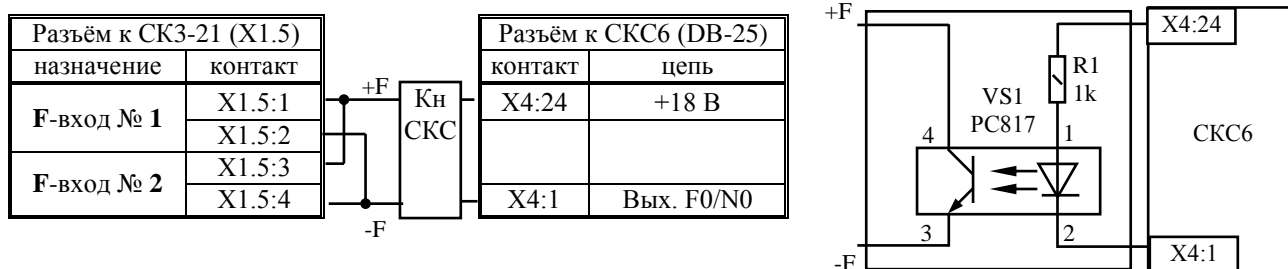 Разъём к СК3-21 (X1.5)
назначение контакт
F-вход № 1
X1.5:1
X1.5:2
F-вход № 2
X1.5:3
X1.5:4
+F
-F
Кн
СКС
Разъём к СКС6 (DB-25)
контакт цепь
X4:24 +18 В
X4:1 Вых. F0/N0
+F
X4:24
R1
1k
VS1
PC817
4
1
СКС6
3
2
-F
X4:1